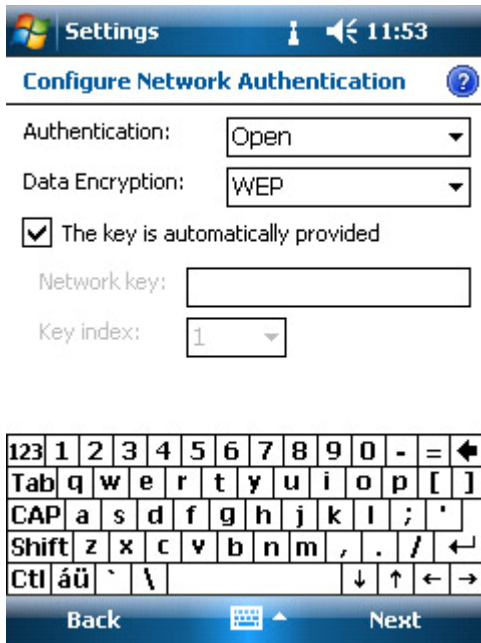 Settings 11:53
Configure Network Authentication ?
Authentication: Open
Data Encryption: WEP
The key is automatically provided
Network key:
Key index: 1
123 1 2 3 4 5 6 7 8 9 0 - =
Tab q w e r t y u i o p [ ]
CAP a s d f g h j k l ; '
Shift z x c v b n m , . / ↵
Ctl áü ` \ ↓ ↑ ← →
Back Next